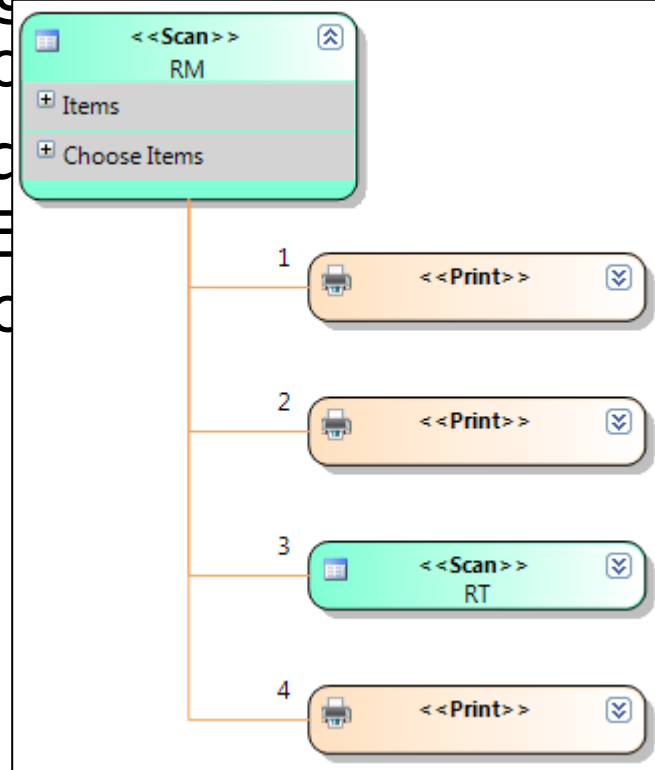 <<Scan>>
RM
Items
Choose Items
1
<<Print>>
2
<<Print>>
3
<<Scan>>
RT
4
<<Print>>